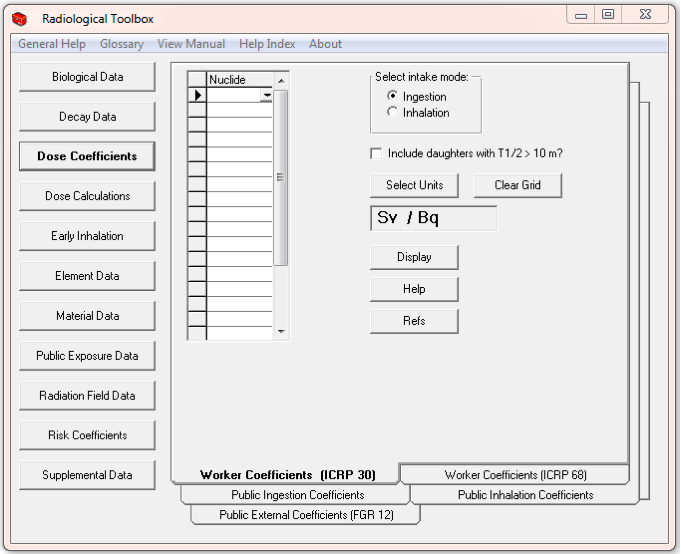 Radiological Toolbox
General Help Glossary View Manual Help Index About
Biological Data
Decay Data
Dose Coefficients
Dose Calculations
Early Inhalation
Element Data
Material Data
Public Exposure Data
Radiation Field Data
Risk Coefficients
Supplemental Data
Nuclide
Select intake mode:
Ingestion
Inhalation
Include daughters with T1/2 > 10 m?
Select Units Clear Grid
Sv / Bq
Display
Help
Refs
Worker Coefficients (ICRP 30) Worker Coefficients (ICRP 68)
Public Ingestion Coefficients Public Inhalation Coefficients
Public External Coefficients (FGR 12)